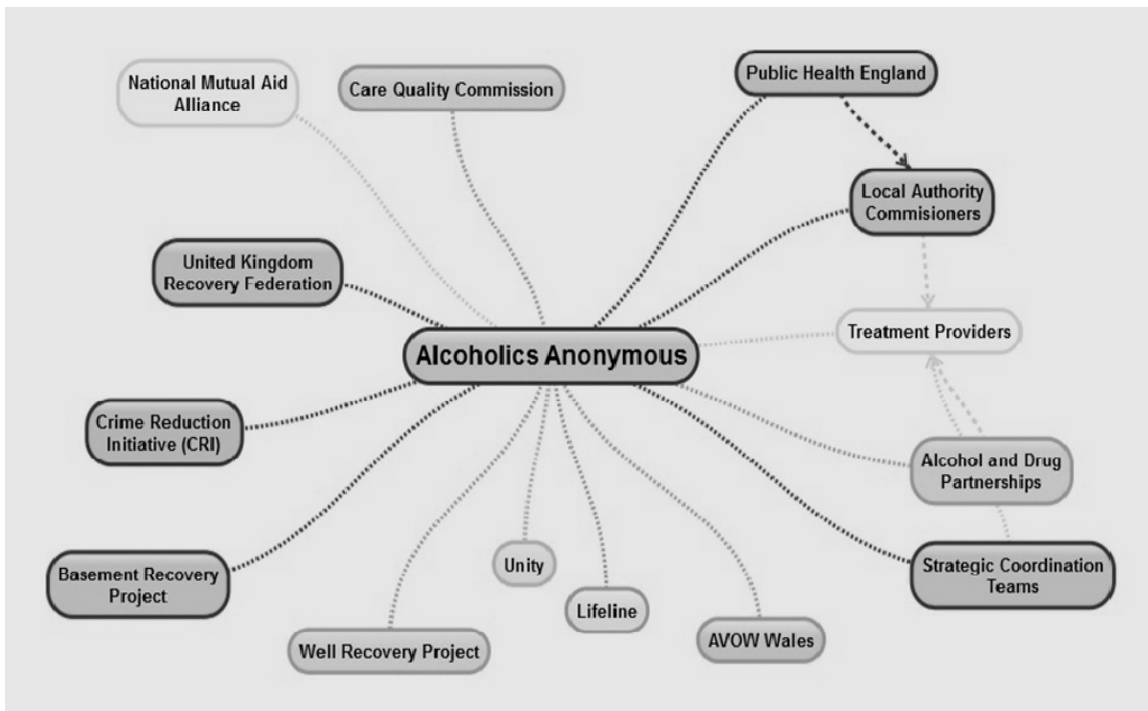 National Mutual Aid
Alliance
Care Quality Commission
Public Health England
Local Authority
Commisioners
United Kingdom
Recovery Federation
Treatment Providers
Alcoholics Anonymous
Crime Reduction
Initiative (CRI)
Alcohol and Drug
Partnerships
Basement Recovery
Project
Unity
Strategic Coordination
Teams
Lifeline
Well Recovery Project
AVOW Wales